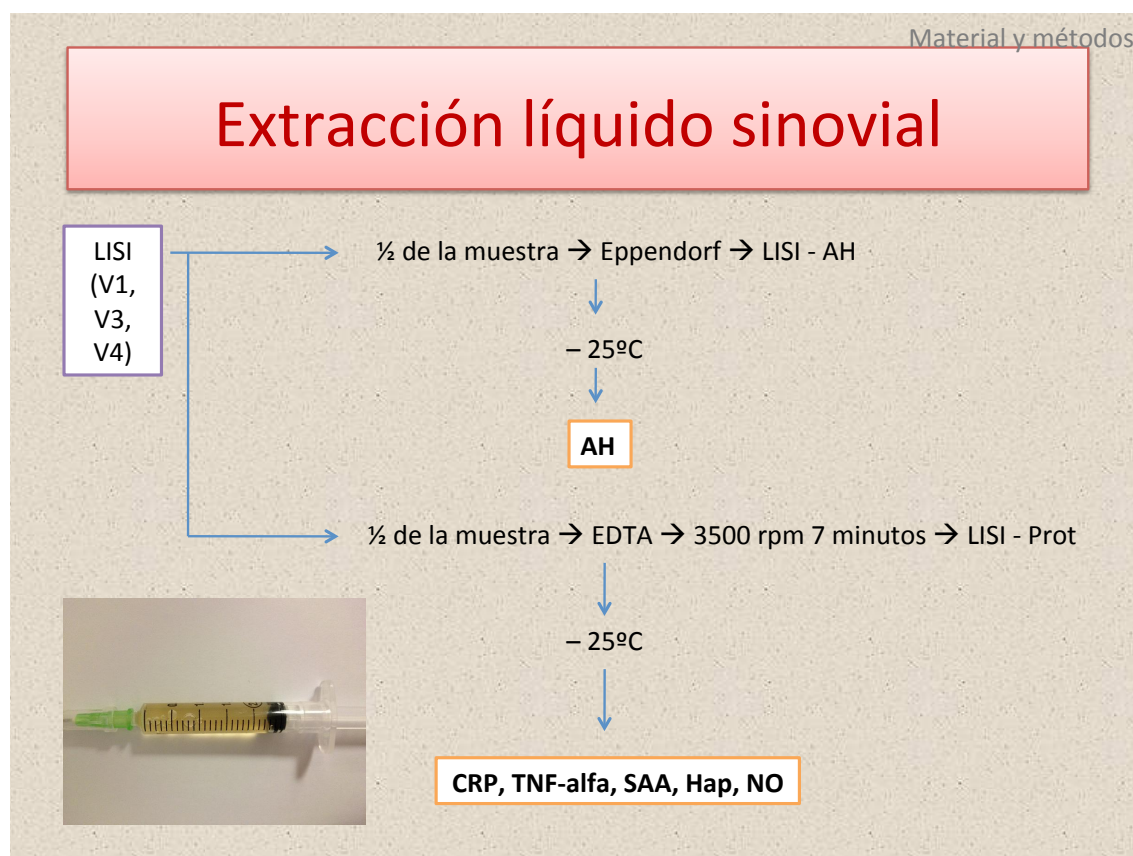 Material y métodos
Extracción líquido sinovial
LISI
(V1,
V3,
V4)
½ de la muestra → Eppendorf → LISI - AH
– 25ºC
AH
½ de la muestra → EDTA → 3500 rpm 7 minutos → LISI - Prot
– 25ºC
CRP, TNF-alfa, SAA, Hap, NO